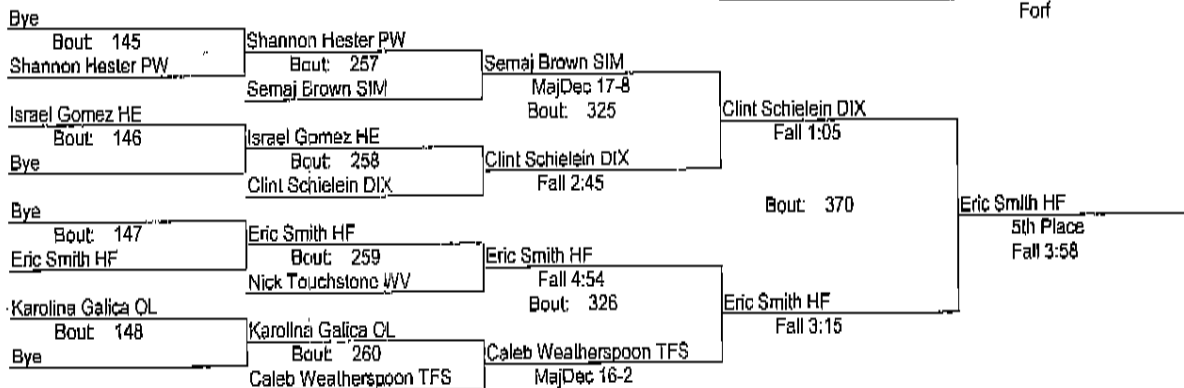 Forf
Bye
Bout: 145
Shannon Hester PW
Israel Gomez HE
Bout: 146
Bye
Bye
Bout: 147
Eric Smith HF
Karolina Galica OL
Bout: 148
Bye
Shannon Hester PW
Bout: 257
Semaj Brown SIM
Israel Gomez HE
Bout: 258
Clint Schielein DIX
Eric Smith HF
Bout: 259
Nick Touchstone WV
Karolina Galica OL
Bout: 260
Caleb Weatherspoon TFS
Semaj Brown SIM
MajDec 17-8
Bout: 325
Clint Schielein DIX
Fall 2:45
Eric Smith HF
Fall 4:54
Bout: 326
Caleb Weatherspoon TFS
MajDec 16-2
Clint Schielein DIX
Fall 1:05
Bout: 370
Eric Smith HF
Fall 3:15
Eric Smith HF
5th Place
Fall 3:58